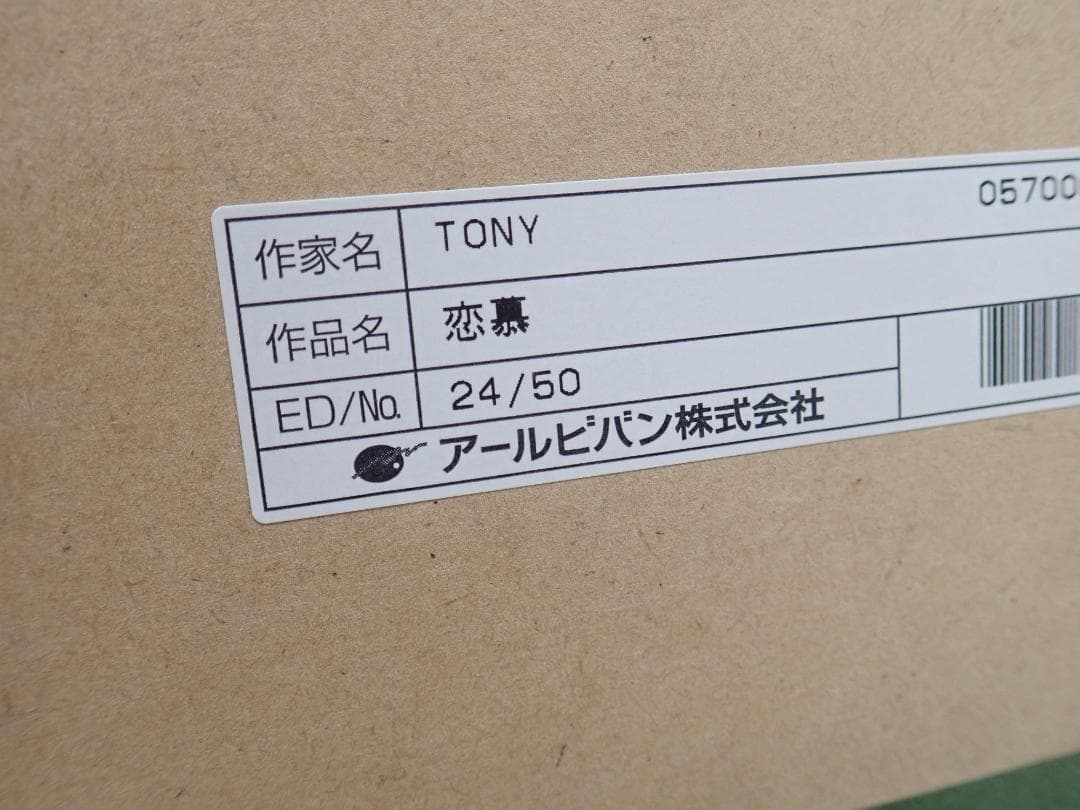 作家名 TONY 05700
作品名 恋慕
ED/No. 24/50
アールビバン株式会社